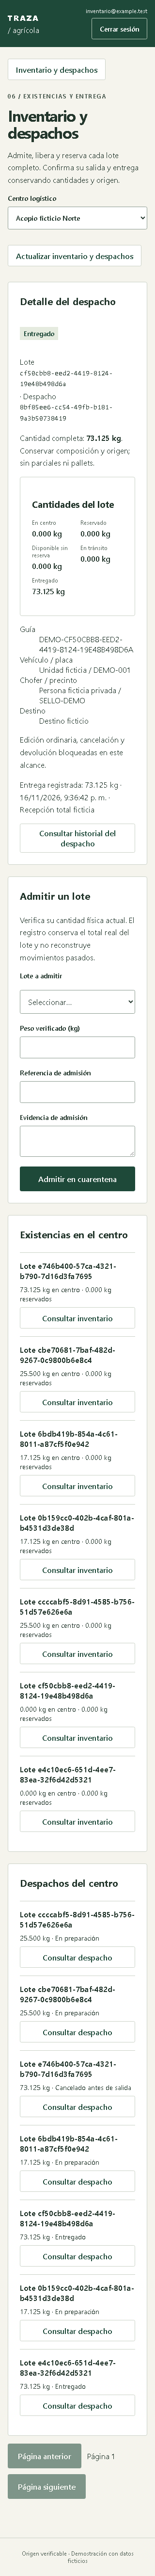 TRAZA
/ agrícola
inventario@example.test
Cerrar sesión
Inventario y despachos
06 / EXISTENCIAS Y ENTREGA
Inventario y
despachos
Admite, libera y reserva cada lote
completo. Confirma su salida y entrega
conservando cantidades y origen.
Centro logístico
Acopio ficticio Norte
Actualizar inventario y despachos
Detalle del despacho
Entregado
Lote
cf50cbb8-eed2-4419-8124-
19e48b498d6a
· Despacho
8bf85ee6-cc54-49fb-b181-
9a3b50738419
Cantidad completa: 73.125 kg.
Conservar composición y origen;
sin parciales ni pallets.
Cantidades del lote
En centro
0.000 kg
Reservado
0.000 kg
Disponible sin
reserva
0.000 kg
En tránsito
0.000 kg
Entregado
73.125 kg
Guía
DEMO-CF50CBB8-EED2-
4419-8124-19E48B498D6A
Vehículo / placa
Unidad ficticia / DEMO-001
Chofer / precinto
Persona ficticia privada /
SELLO-DEMO
Destino
Destino ficticio
Edición ordinaria, cancelación y
devolución bloqueadas en este
alcance.
Entrega registrada: 73.125 kg ·
16/11/2026, 9:36:42 p. m. ·
Recepción total ficticia
Consultar historial del
despacho
Admitir un lote
Verifica su cantidad física actual. El
registro conserva el total real del
lote y no reconstruye
movimientos pasados.
Lote a admitir
Seleccionar...
Peso verificado (kg)
Referencia de admisión
Evidencia de admisión
Admitir en cuarentena
Existencias en el centro
Lote e746b400-57ca-4321-
b790-7d16d3fa7695
73.125 kg en centro · 0.000 kg
reservados
Consultar inventario
Lote cbe70681-7baf-482d-
9267-0c9800b6e8c4
25.500 kg en centro · 0.000 kg
reservados
Consultar inventario
Lote 6bdb419b-854a-4c61-
8011-a87cf5f0e942
17.125 kg en centro · 0.000 kg
reservados
Consultar inventario
Lote 0b159cc0-402b-4caf-801a-
b4531d3de38d
17.125 kg en centro · 0.000 kg
reservados
Consultar inventario
Lote ccccabf5-8d91-4585-b756-
51d57e626e6a
25.500 kg en centro · 0.000 kg
reservados
Consultar inventario
Lote cf50cbb8-eed2-4419-
8124-19e48b498d6a
0.000 kg en centro · 0.000 kg
reservados
Consultar inventario
Lote e4c10ec6-651d-4ee7-
83ea-32f6d42d5321
0.000 kg en centro · 0.000 kg
reservados
Consultar inventario
Despachos del centro
Lote ccccabf5-8d91-4585-b756-
51d57e626e6a
25.500 kg · En preparación
Consultar despacho
Lote cbe70681-7baf-482d-
9267-0c9800b6e8c4
25.500 kg · En preparación
Consultar despacho
Lote e746b400-57ca-4321-
b790-7d16d3fa7695
73.125 kg · Cancelado antes de salida
Consultar despacho
Lote 6bdb419b-854a-4c61-
8011-a87cf5f0e942
17.125 kg · En preparación
Consultar despacho
Lote cf50cbb8-eed2-4419-
8124-19e48b498d6a
73.125 kg · Entregado
Consultar despacho
Lote 0b159cc0-402b-4caf-801a-
b4531d3de38d
17.125 kg · En preparación
Consultar despacho
Lote e4c10ec6-651d-4ee7-
83ea-32f6d42d5321
73.125 kg · Entregado
Consultar despacho
Página anterior
Página 1
Página siguiente
Origen verificable · Demostración con datos
ficticios